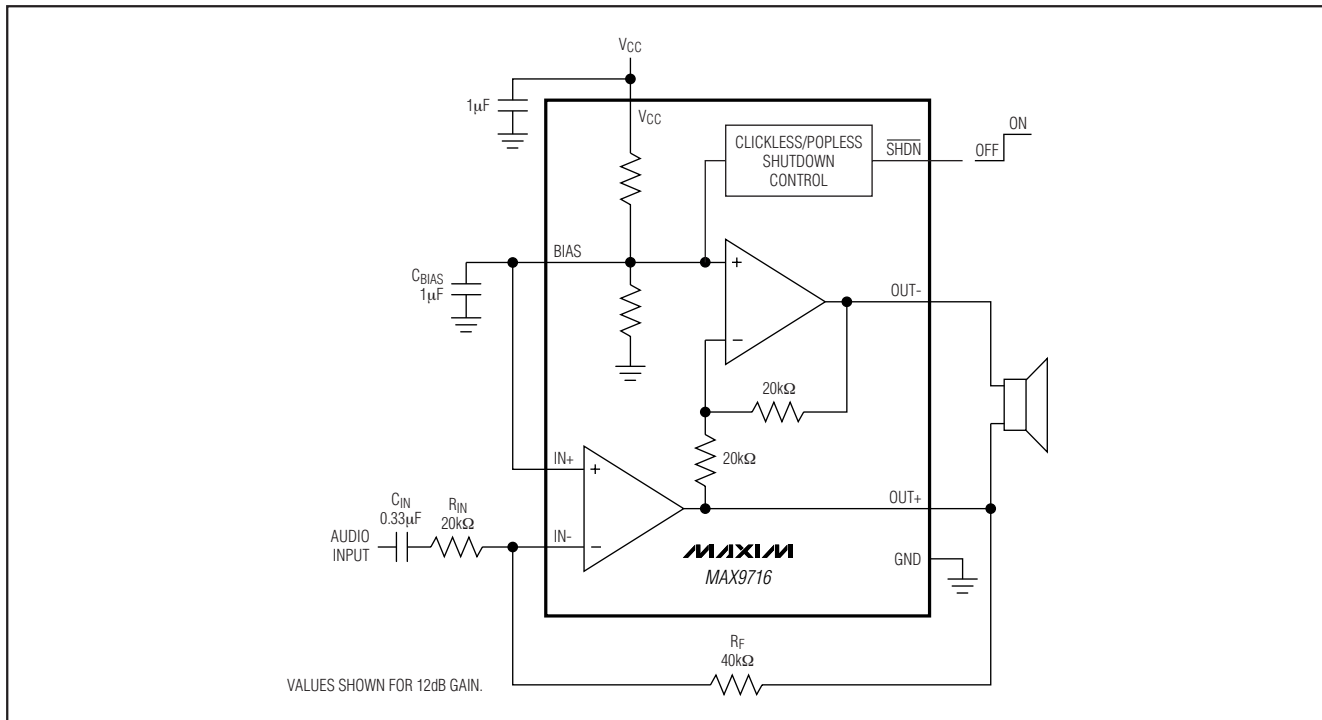 VCC
1μF
VCC
CLICKLESS/POPLESS
SHUTDOWN
CONTROL
SHDN
OFF
ON
BIAS
CBIAS
1μF
+
−
OUT-
20kΩ
20kΩ
IN+
+
OUT+
CIN
0.33μF
RIN
20kΩ
AUDIO
INPUT
IN-
−
MAXIM
MAX9716
GND
RF
40kΩ
VALUES SHOWN FOR 12dB GAIN.